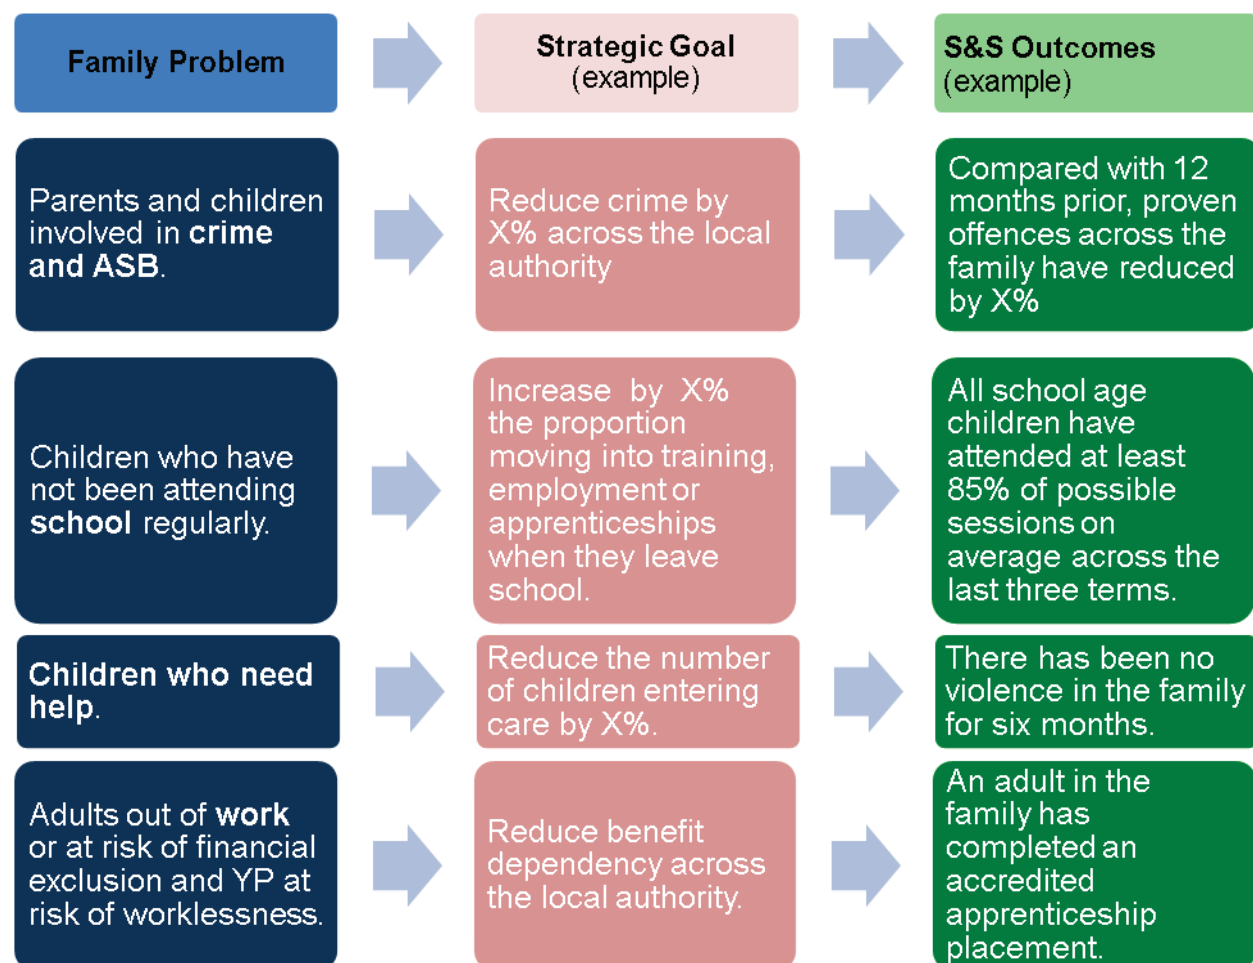 Family Problem
Strategic Goal
(example)
S&S Outcomes
(example)
Parents and children
involved in crime
and ASB.
Reduce crime by
X% across the local
authority
Compared with 12
months prior, proven
offences across the
family have reduced
by X%
Children who have
not been attending
school regularly.
Increase by X%
the proportion
moving into training,
employment or
apprenticeships
when they leave
school.
All school age
children have
attended at least
85% of possible
sessions on
average across the
last three terms.
Children who need
help.
Reduce the number
of children entering
care by X%.
There has been no
violence in the family
for six months.
Adults out of work
or at risk of financial
exclusion and YP at
risk of worklessness.
Reduce benefit
dependency across
the local authority.
An adult in the
family has
completed an
accredited
apprenticeship
placement.